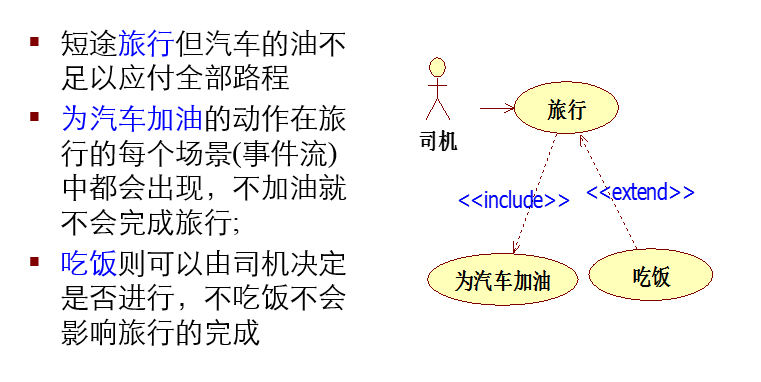 短途旅行但汽车的油不
足以应付全部路程
为汽车加油的动作在旅
行的每个场景(事件流)
中都会出现，不加油就
不会完成旅行;
吃饭则可以由司机决定
是否进行，不吃饭不会
影响旅行的完成
旅行
司机
<<include>>
<<extend>>
为汽车加油
吃饭